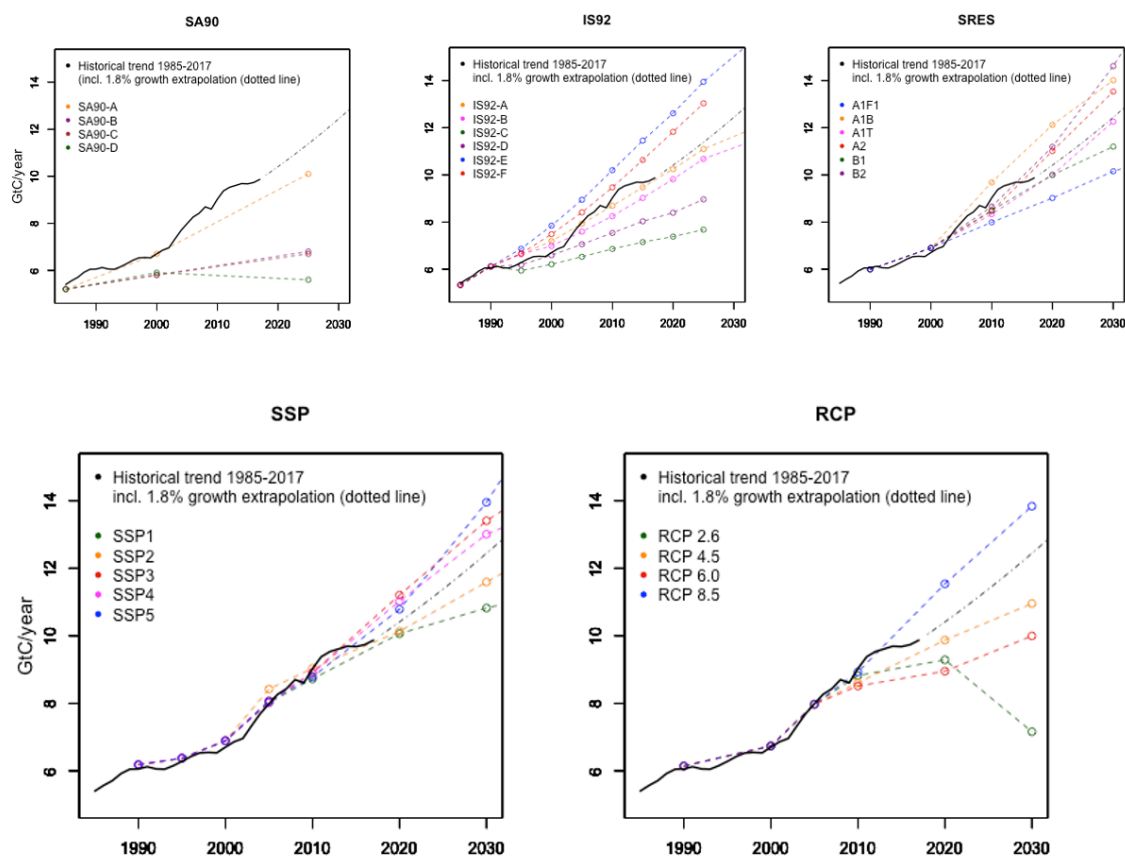 SA90
Historical trend 1985-2017
(incl. 1.8% growth extrapolation (dotted line)
SA90-A
SA90-B
SA90-C
SA90-D
GtC/year
14
12
10
8
6
1990 2000 2010 2020 2030
IS92
Historical trend 1985-2017
incl. 1.8% growth extrapolation (dotted line)
IS92-A
IS92-B
IS92-C
IS92-D
IS92-E
IS92-F
14
12
10
8
6
1990 2000 2010 2020 2030
SRES
Historical trend 1985-2017
incl. 1.8% growth extrapolation (dotted line)
A1F1
A1B
A1T
A2
B1
B2
14
12
10
8
6
1990 2000 2010 2020 2030
SSP
Historical trend 1985-2017
incl. 1.8% growth extrapolation (dotted line)
SSP1
SSP2
SSP3
SSP4
SSP5
GtC/year
14
12
10
8
6
1990 2000 2010 2020 2030
RCP
Historical trend 1985-2017
incl. 1.8% growth extrapolation (dotted line)
RCP 2.6
RCP 4.5
RCP 6.0
RCP 8.5
14
12
10
8
6
1990 2000 2010 2020 2030